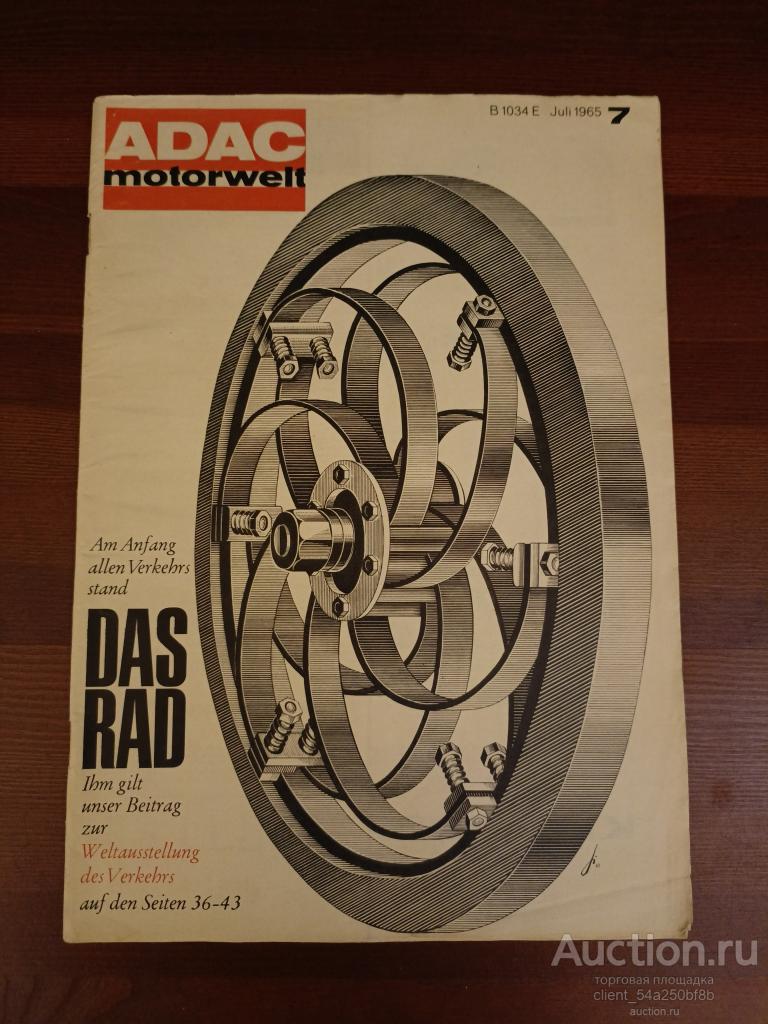 ADAC
motorwelt
B 1034 E Juli 1965 7
Am Anfang
allen Verkehrs
stand
DAS
RAD
Ihm gilt
unser Beitrag
zur
Weltausstellung
des Verkehrs
auf den Seiten 36-43
Auction.ru
торговая площадка
client_54a250bf8b
auction.ru